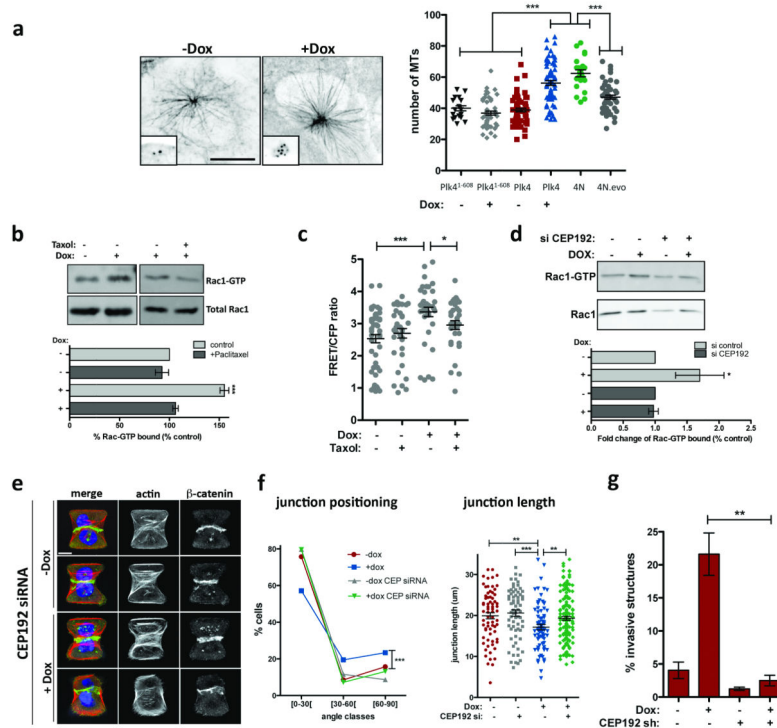 a
-Dox +Dox
number of MTs
100
80
60
40
20
0
Plk4¹⁻⁶⁰⁸ Plk4¹⁻⁶⁰⁸ Plk4 Plk4 4N 4N.evo
Dox: - + - +
*** ***
b
Taxol: - - - +
Dox: - + + +
Rac1-GTP
Total Rac1
Dox:
control
+Paclitaxel
-
-
+
+
***
0 50 100 150
% Rac-GTP bound (% control)
c
*** *
FRET/CFP ratio
5
4
3
2
1
0
Dox: - - + +
Taxol: - + - +
d
si CEP192: - - + +
DOX: - + - +
Rac1-GTP
Rac1
Dox:
si control
si CEP192
-
+
-
+
*
0.0 0.5 1.0 1.5 2.0 2.5
Fold change of Rac-GTP bound (% control)
e
merge actin β-catenin
CEP192 siRNA
-Dox
+ Dox
f
junction positioning
% cells
80
60
40
20
0
-dox
+dox
-dox CEP siRNA
+dox CEP siRNA
***
[0-30[ [30-60[ [60-90[
angle classes
junction length
junction length (um)
40
30
20
10
0
**
*** **
Dox: - - + +
CEP192 si: - + - +
g
**
% invasive structures
25
20
15
10
5
0
Dox: - + - +
CEP192 sh: - - + +